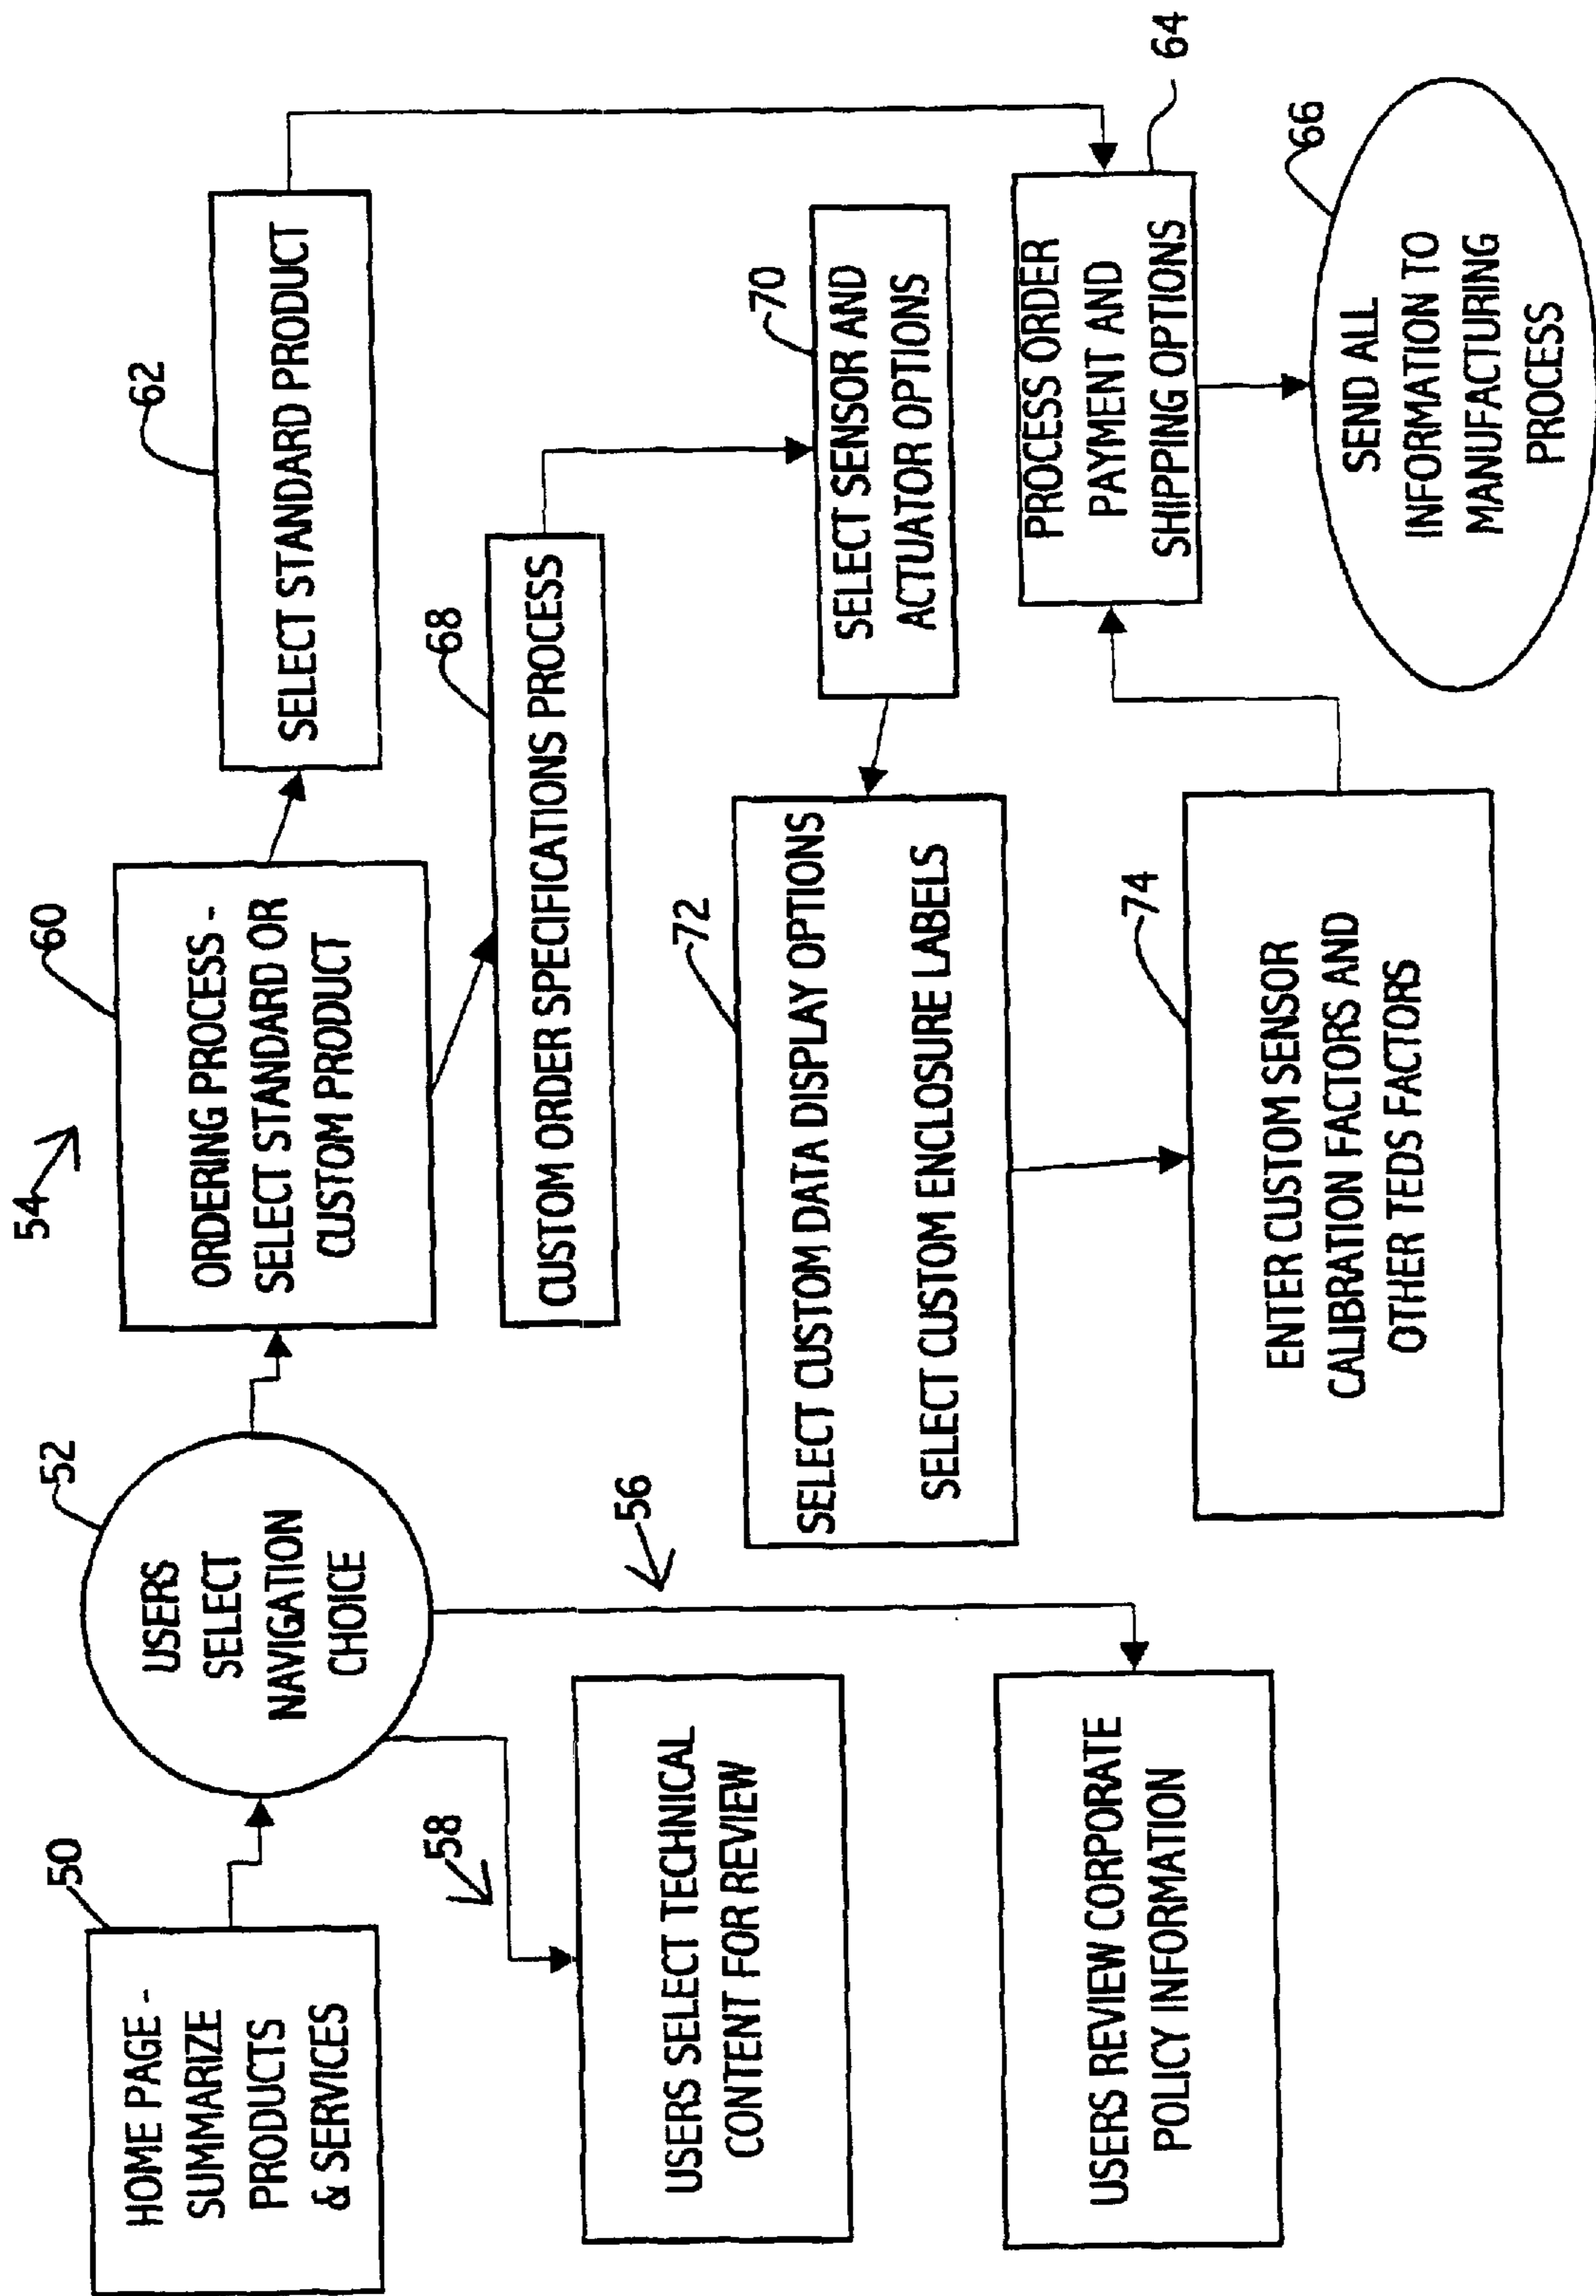 50
HOME PAGE -
SUMMARIZE
PRODUCTS
& SERVICES
52
USERS
SELECT
NAVIGATION
CHOICE
54
60
ORDERING PROCESS -
SELECT STANDARD OR
CUSTOM PRODUCT
62
SELECT STANDARD PRODUCT
68
CUSTOM ORDER SPECIFICATIONS PROCESS
58
USERS SELECT TECHNICAL
CONTENT FOR REVIEW
56
USERS REVIEW CORPORATE
POLICY INFORMATION
70
SELECT SENSOR AND
ACTUATOR OPTIONS
72
SELECT CUSTOM DATA DISPLAY OPTIONS
SELECT CUSTOM ENCLOSURE LABELS
74
ENTER CUSTOM SENSOR
CALIBRATION FACTORS AND
OTHER TEDS FACTORS
PROCESS ORDER
PAYMENT AND
SHIPPING OPTIONS
64
66
SEND ALL
INFORMATION TO
MANUFACTURING
PROCESS